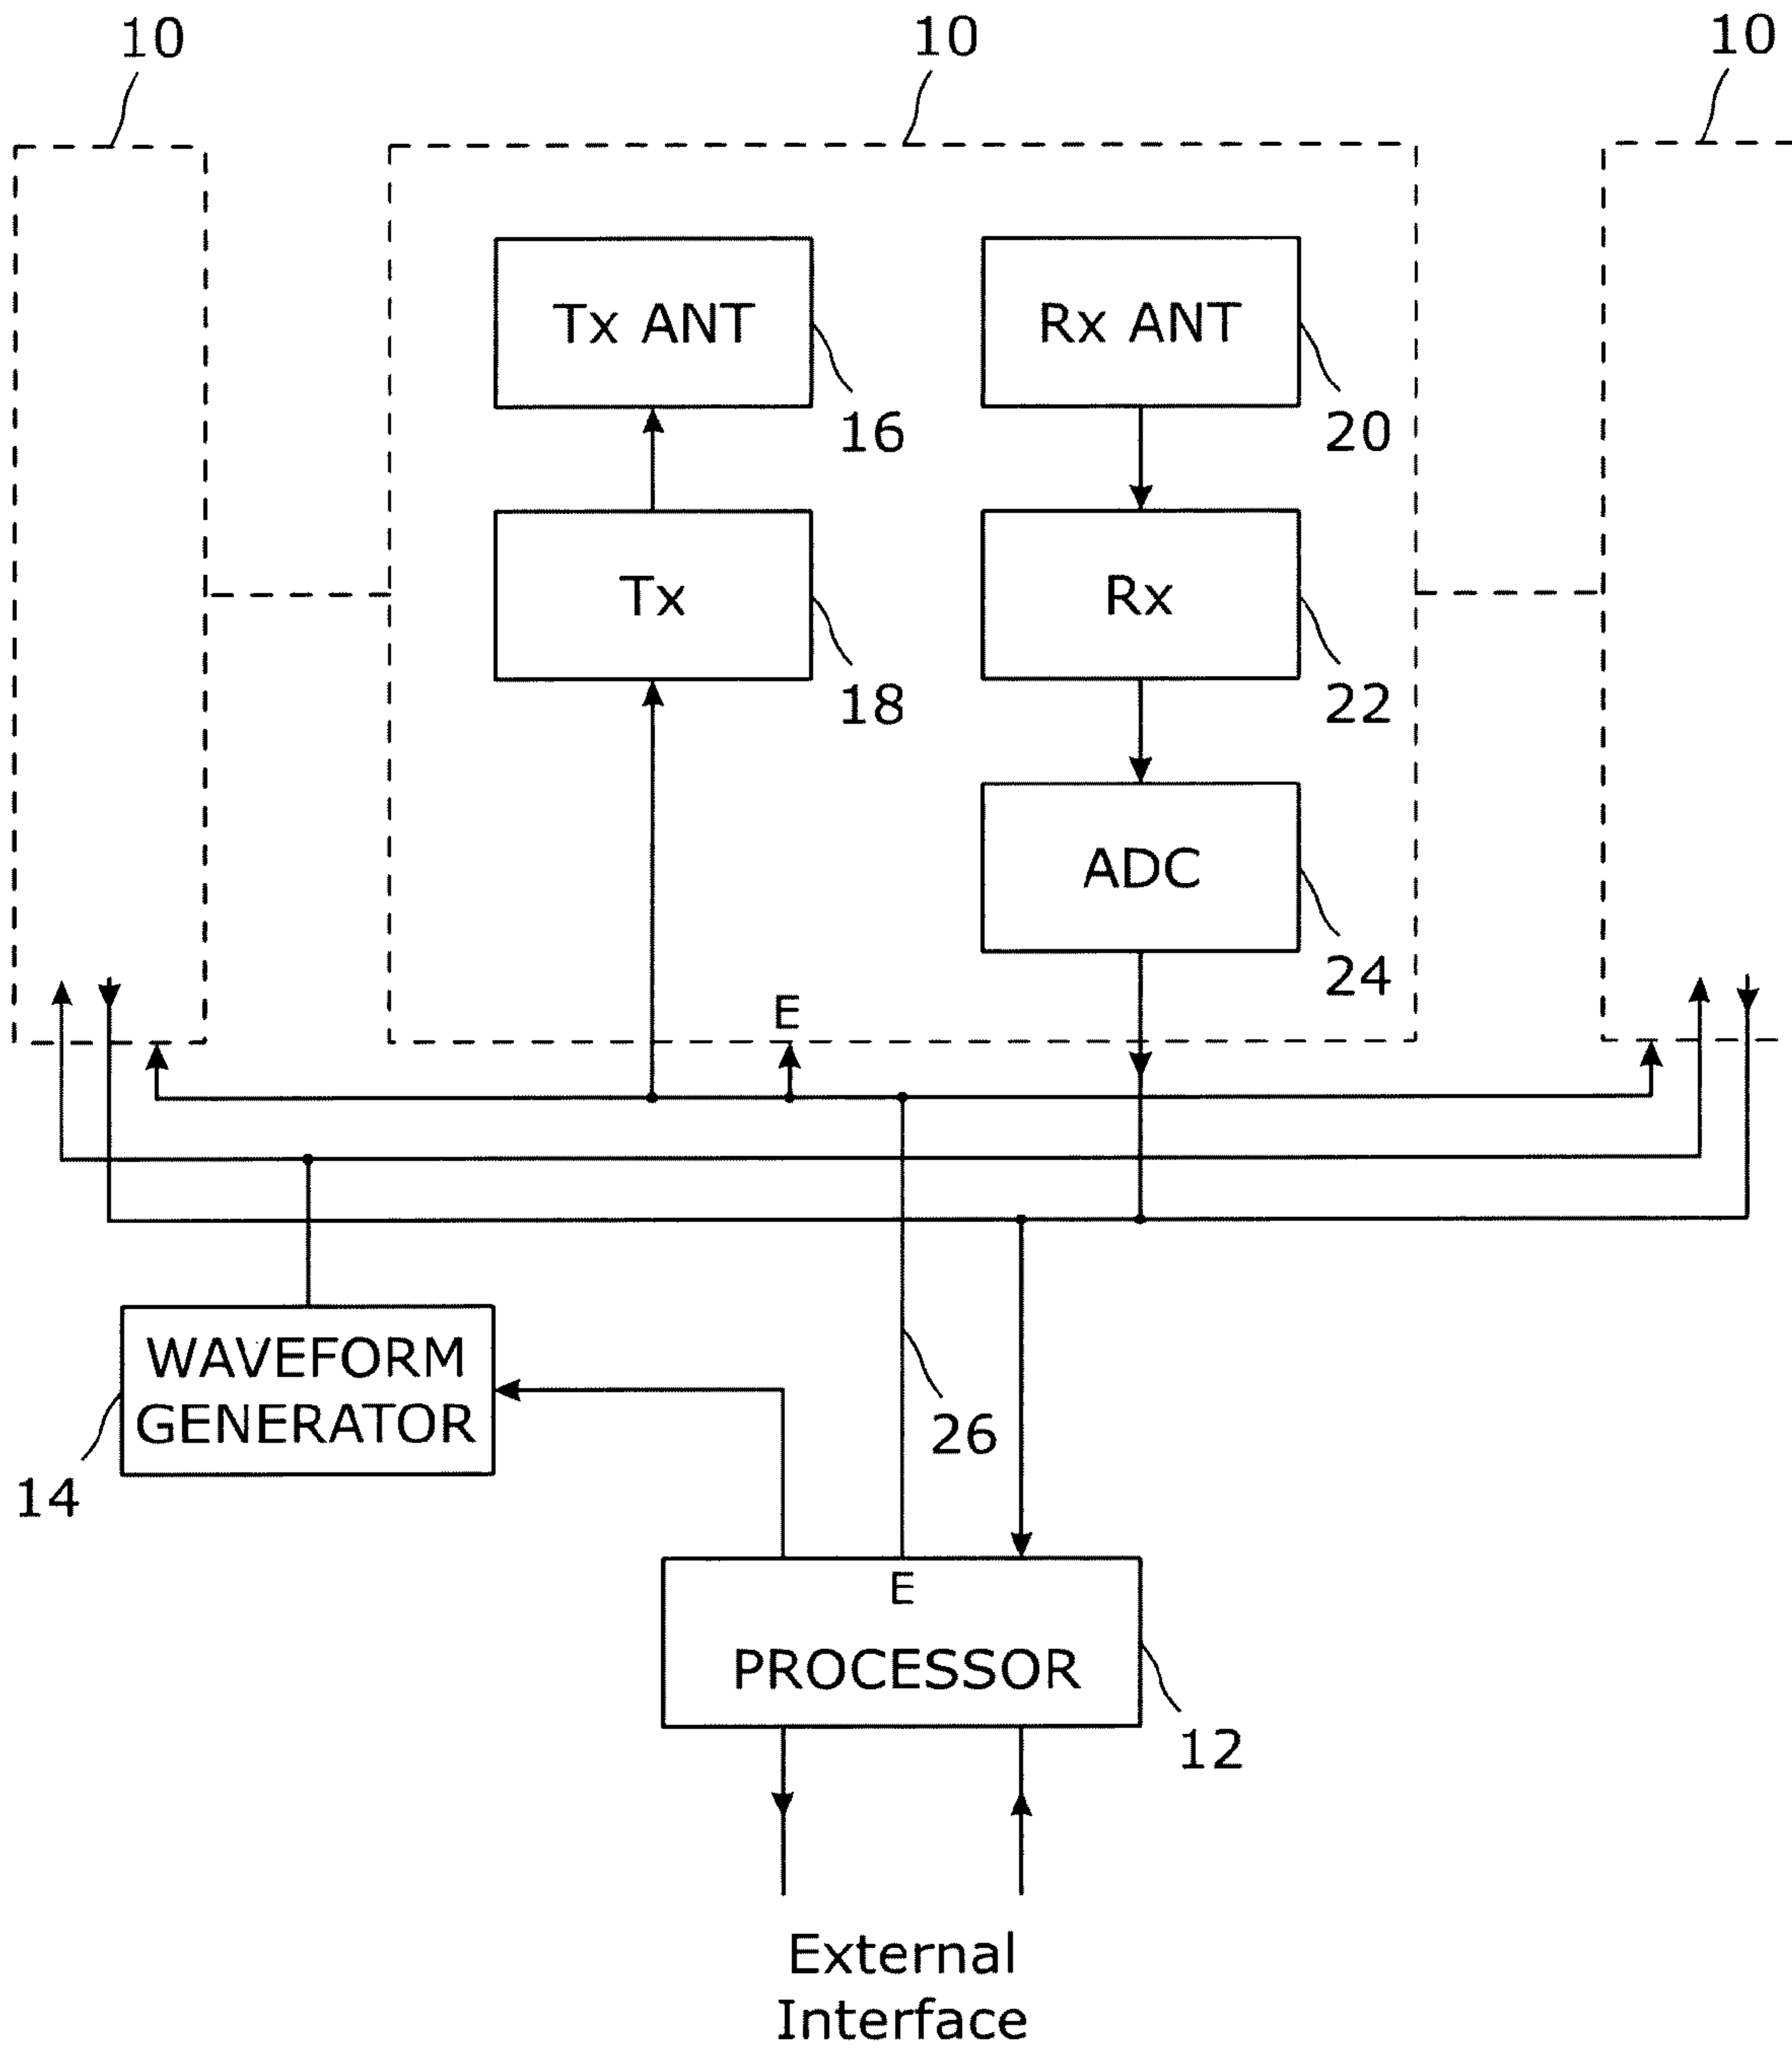 10
10
10
Tx ANT
Rx ANT
16
20
Tx
Rx
18
22
ADC
24
E
WAVEFORM
GENERATOR
26
14
E
PROCESSOR
12
External
Interface